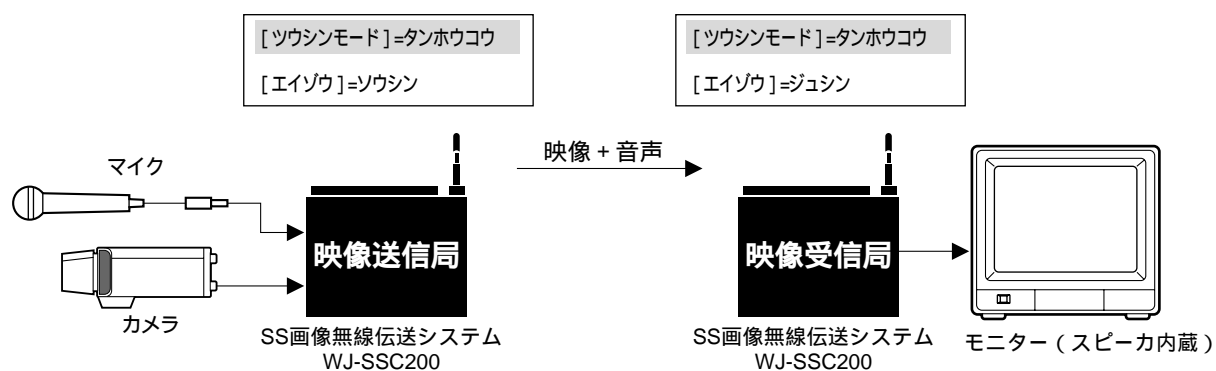 [ツウシンモード]=タンホウコウ
[エイゾウ]=ソウシン
[ツウシンモード]=タンホウコウ
[エイゾウ]=ジュシン
映像 + 音声
マイク
映像送信局
映像受信局
カメラ
SS画像無線伝送システム
WJ-SSC200
SS画像無線伝送システム
WJ-SSC200
モニター(スピーカ内蔵)